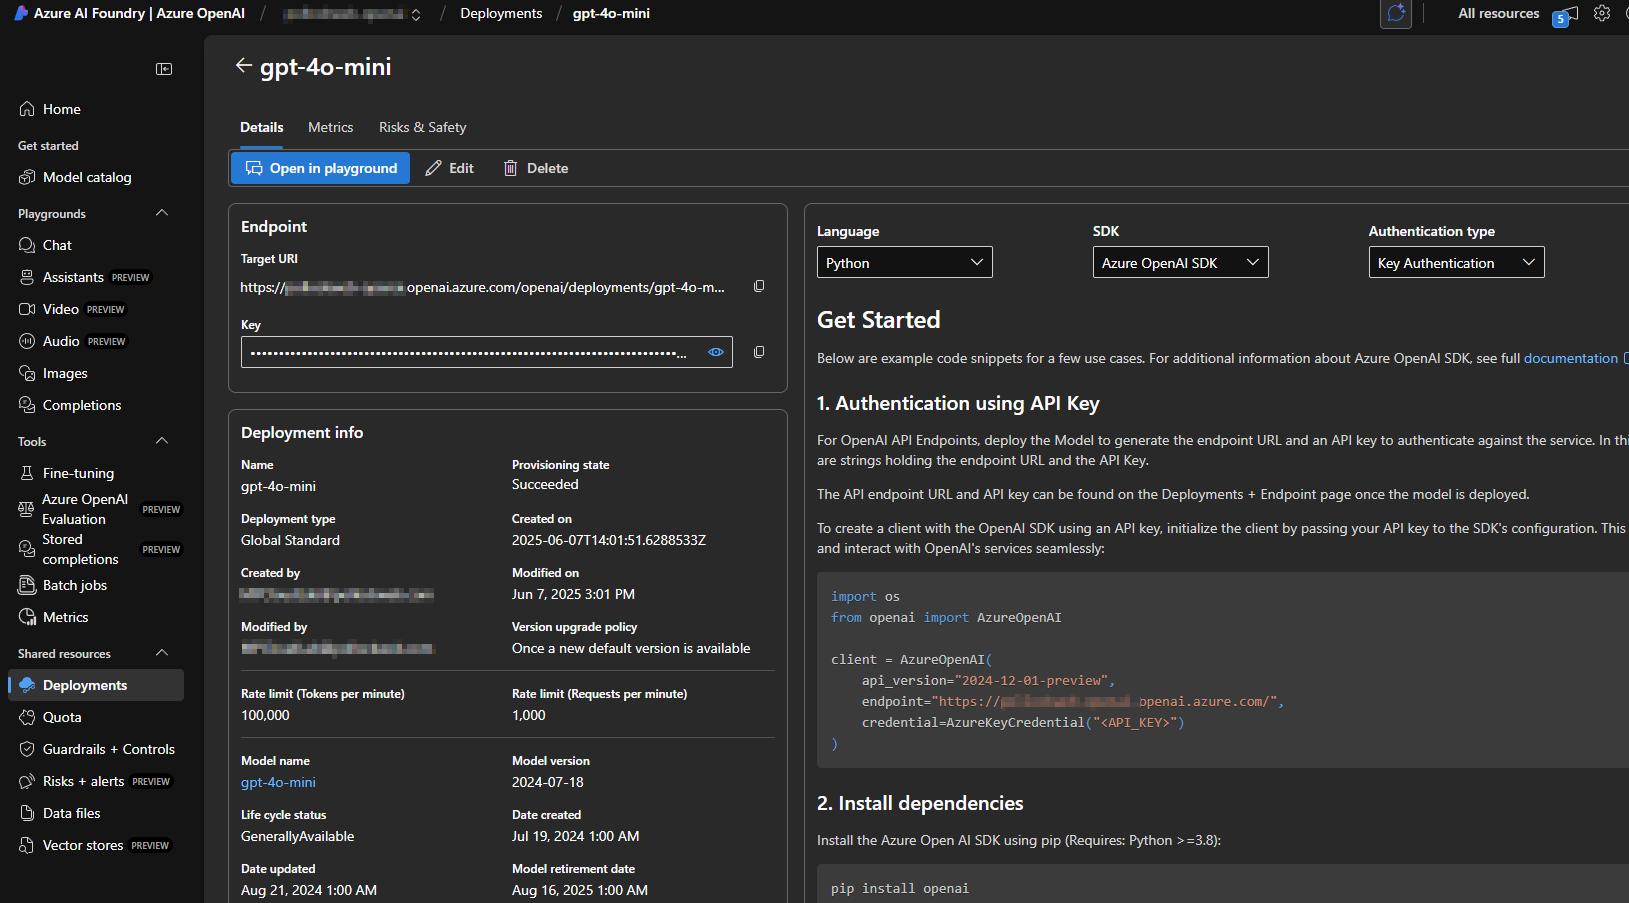 Azure AI Foundry | Azure OpenAI / / Deployments / gpt-4o-mini
All resources 5
gpt-4o-mini
Home
Get started
Model catalog
Playgrounds
Chat
Assistants PREVIEW
Video PREVIEW
Audio PREVIEW
Images
Completions
Tools
Fine-tuning
Azure OpenAI
Evaluation PREVIEW
Stored
completions PREVIEW
Batch jobs
Metrics
Shared resources
Deployments
Quota
Guardrails + Controls
Risks + alerts PREVIEW
Data files
Vector stores PREVIEW
Details Metrics Risks & Safety
Open in playground Edit Delete
Endpoint
Target URI
https:// openai.azure.com/openai/deployments/gpt-4o-m...
Key
Deployment info
Name
gpt-4o-mini
Provisioning state
Succeeded
Deployment type
Global Standard
Created on
2025-06-07T14:01:51.6288533Z
Created by
Modified on
Jun 7, 2025 3:01 PM
Modified by
Version upgrade policy
Once a new default version is available
Rate limit (Tokens per minute)
100,000
Rate limit (Requests per minute)
1,000
Model name
gpt-4o-mini
Model version
2024-07-18
Life cycle status
GenerallyAvailable
Date created
Jul 19, 2024 1:00 AM
Date updated
Aug 21, 2024 1:00 AM
Model retirement date
Aug 16, 2025 1:00 AM
Language
Python
SDK
Azure OpenAI SDK
Authentication type
Key Authentication
Get Started
Below are example code snippets for a few use cases. For additional information about Azure OpenAI SDK, see full documentation
1. Authentication using API Key
For OpenAI API Endpoints, deploy the Model to generate the endpoint URL and an API key to authenticate against the service. In thi
are strings holding the endpoint URL and the API Key.
The API endpoint URL and API key can be found on the Deployments + Endpoint page once the model is deployed.
To create a client with the OpenAI SDK using an API key, initialize the client by passing your API key to the SDK's configuration. This
and interact with OpenAI's services seamlessly:
import os
from openai import AzureOpenAI
client = AzureOpenAI(
api_version="2024-12-01-preview",
endpoint="https:// openai.azure.com/",
credential=AzureKeyCredential("<API_KEY>")
)
2. Install dependencies
Install the Azure Open AI SDK using pip (Requires: Python >=3.8):
pip install openai